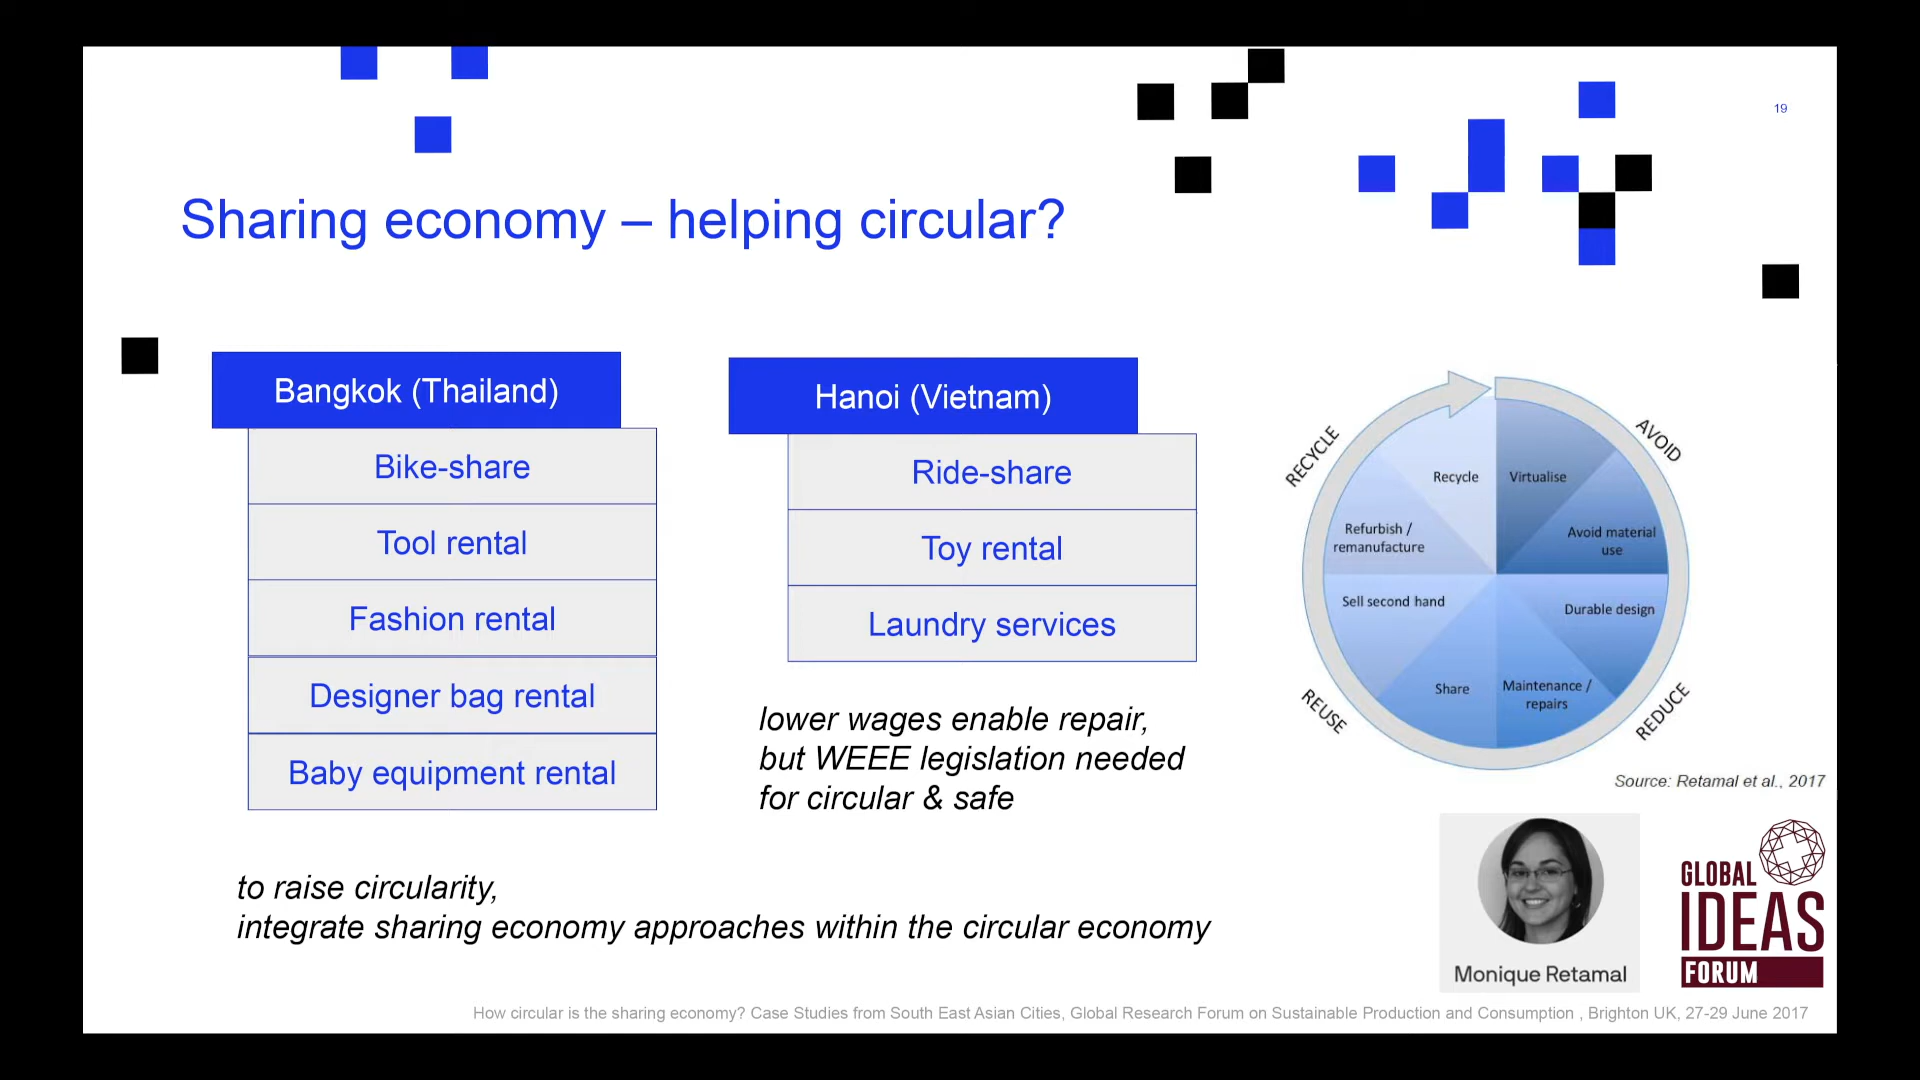 19
Sharing economy – helping circular?
Bangkok (Thailand)
Bike-share
Tool rental
Fashion rental
Designer bag rental
Baby equipment rental
Hanoi (Vietnam)
Ride-share
Toy rental
Laundry services
lower wages enable repair,
but WEEE legislation needed
for circular & safe
to raise circularity,
integrate sharing economy approaches within the circular economy
RECYCLE
AVOID
Recycle
Virtualise
Refurbish /
remanufacture
Avoid material
use
Sell second hand
Durable design
Share
Maintenance /
repairs
REUSE
REDUCE
Source: Retamal et al., 2017
Monique Retamal
GLOBAL
IDEAS
FORUM
How circular is the sharing economy? Case Studies from South East Asian Cities, Global Research Forum on Sustainable Production and Consumption , Brighton UK, 27-29 June 2017